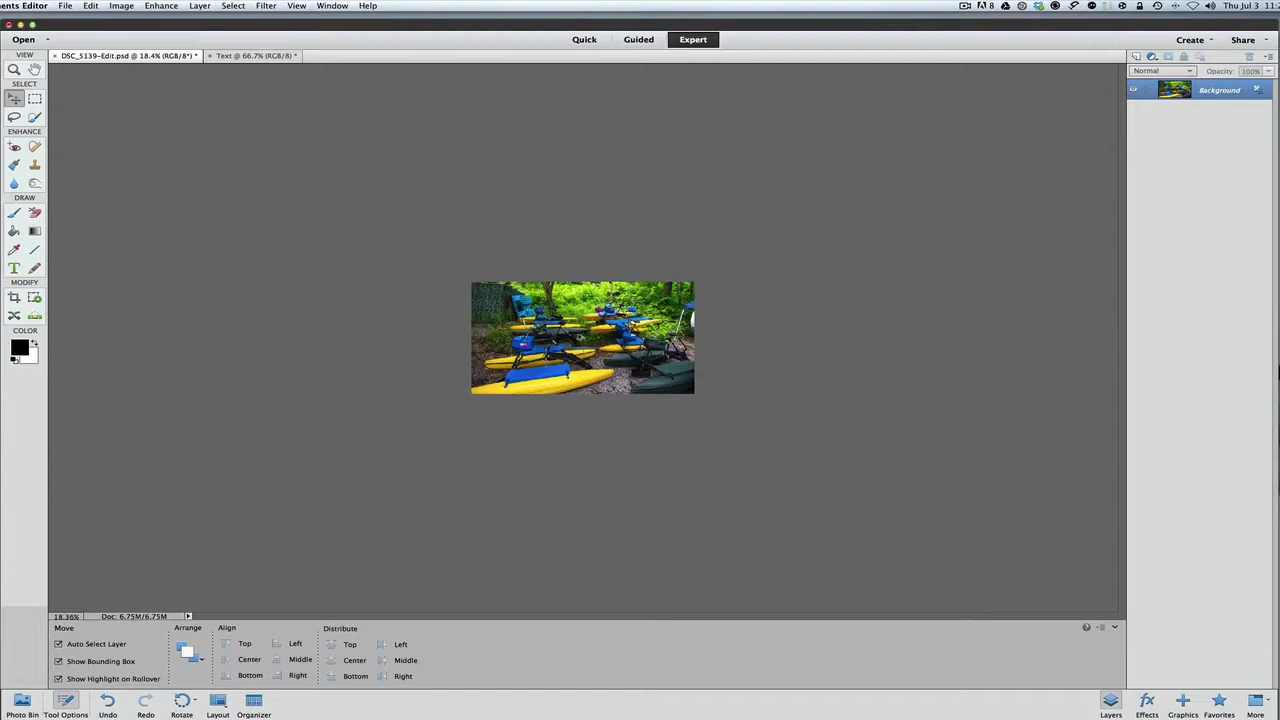 ents Editor File Edit Image Enhance Layer Select Filter View Window Help 8 Thu Jul 3
Open Quick Guided Expert Create Share
VIEW × DSC_5139-Edit.psd @ 18.4% (RGB/8*) * × Text @ 66.7% (RGB/8) *
Normal Opacity: 100%
SELECT
Background
ENHANCE
DRAW
T
MODIFY
COLOR
18.36% Doc: 6.75M/6.75M
Move Arrange Align Distribute
Auto Select Layer Top Left Top Left
Show Bounding Box Center Middle Center Middle
Show Highlight on Rollover Bottom Right Bottom Right
Photo Bin Tool Options Undo Redo Rotate Layout Organizer Layers Effects Graphics Favorites More